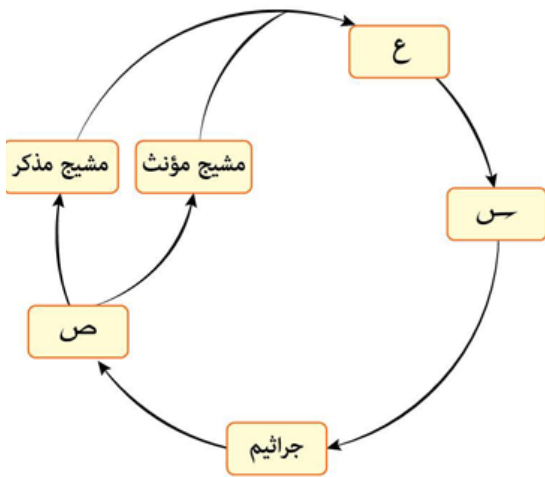 ع
مشيج مؤنث
مشيج مذكر
س
ص
جراثيم